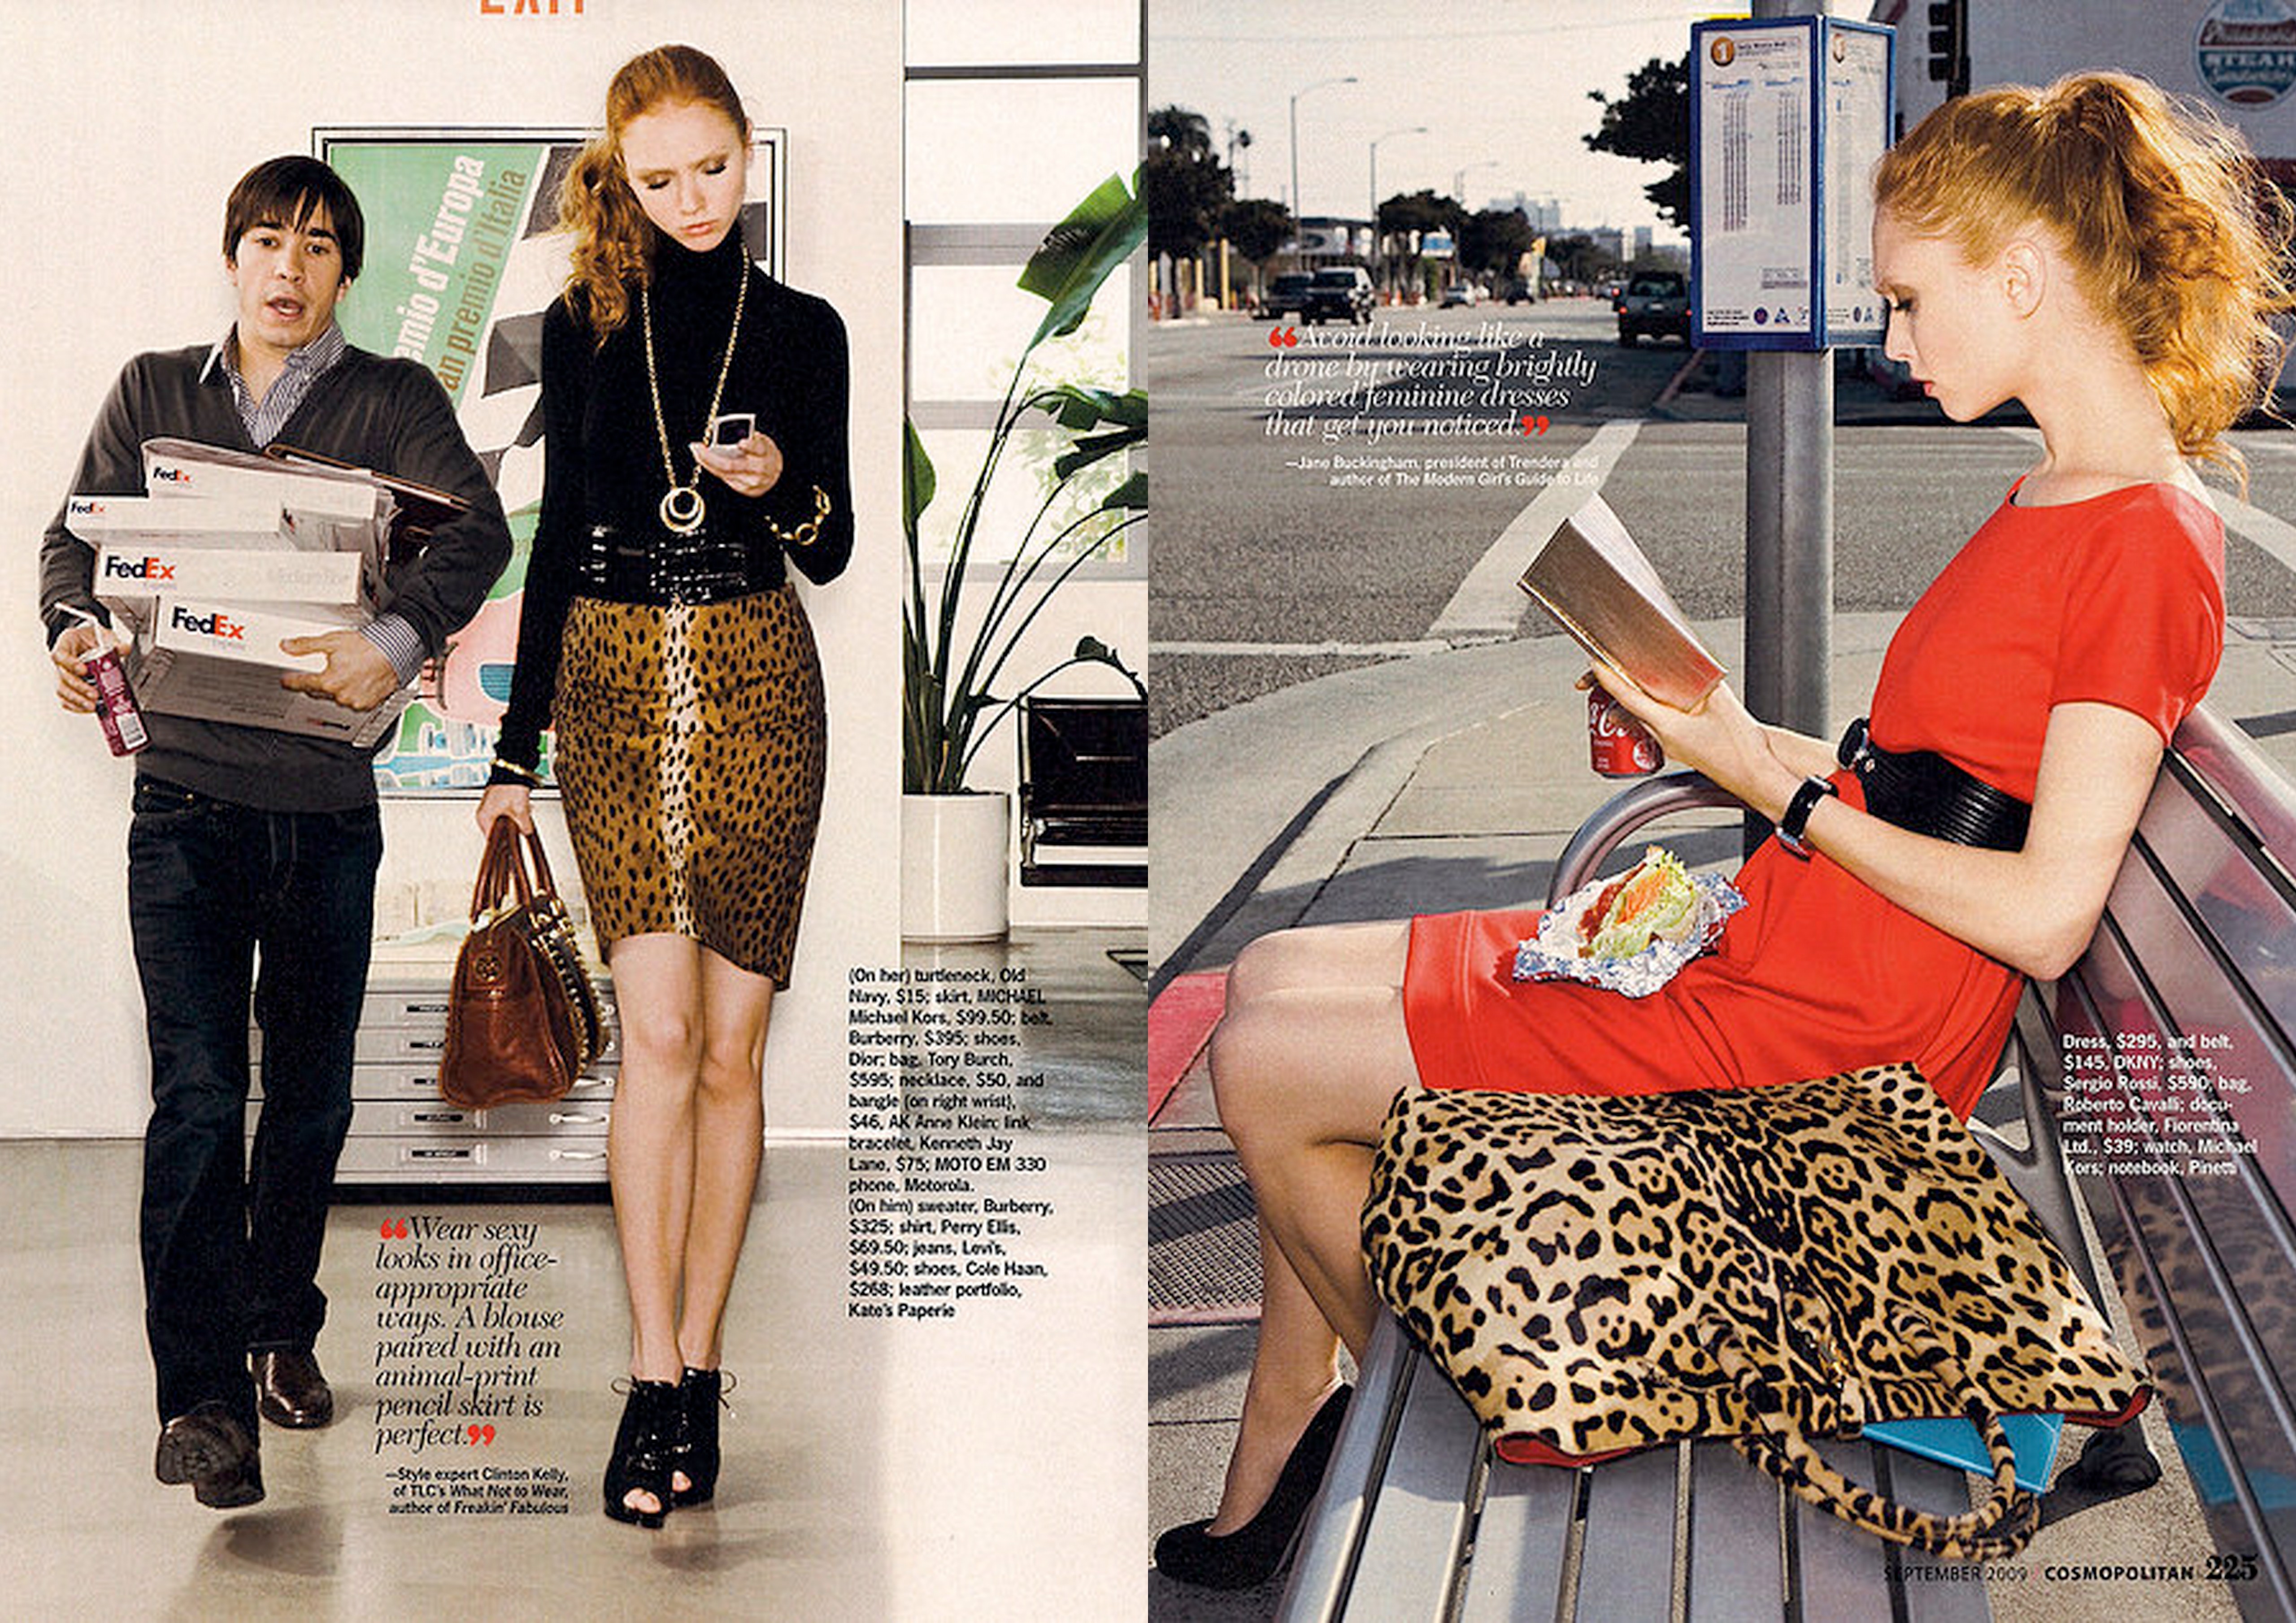 EXIT
emio d'Europa
an premio d'Italia
FedEx
FedEx
FedEx
FedEx
(On her) turtleneck, Old
Navy, $15; skirt, MICHAEL
Michael Kors, $99.50; belt,
Burberry, $395; shoes,
Dior; bag, Tory Burch,
$595; necklace, $50, and
bangle (on right wrist),
$46, AK Anne Klein; link
bracelet, Kenneth Jay
Lane, $75; MOTO EM 330
phone, Motorola.
(On him) sweater, Burberry,
$325; shirt, Perry Ellis,
$69.50; jeans, Levi's,
$49.50; shoes, Cole Haan,
$268; leather portfolio,
Kate's Paperie
“Wear sexy
looks in office-
appropriate
ways. A blouse
paired with an
animal-print
pencil skirt is
perfect.”
—Style expert Clinton Kelly,
of TLC's What Not to Wear,
author of Freakin' Fabulous
1
STEAK
“Avoid looking like a
drone by wearing brightly
colored feminine dresses
that get you noticed.”
—Jane Buckingham, president of Trendera and
author of The Modern Girl's Guide to Life
Dress, $295, and belt,
$145, DKNY; shoes,
Sergio Rossi, $590, bag,
Roberto Cavalli; docu-
ment holder, Fiorentina
Ltd., $39; watch, Michael
Kors; notebook, Pinetti
SEPTEMBER 2009 COSMOPOLITAN 225